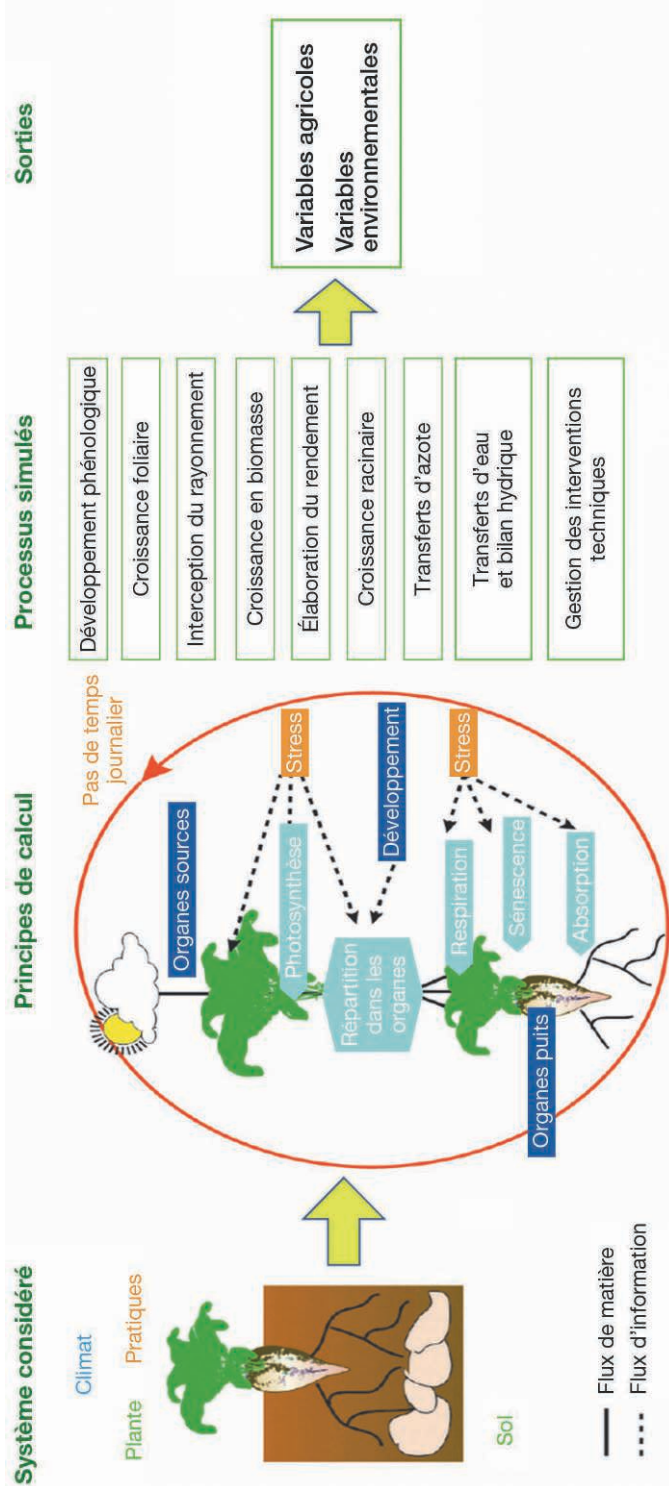 Système considéré
Climat
Plante
Pratiques
Sol
Flux de matière
Flux d'information
Principes de calcul
Pas de temps
journalier
Organes sources
Photosynthèse
Stress
Répartition
dans les
organes
Développement
Respiration
Stress
Sénescence
Absorption
Organes puits
Processus simulés
Développement phénologique
Croissance foliaire
Interception du rayonnement
Croissance en biomasse
Élaboration du rendement
Croissance racinaire
Transferts d'azote
Transferts d'eau
et bilan hydrique
Gestion des interventions
techniques
Sorties
Variables agricoles
Variables
environnementales